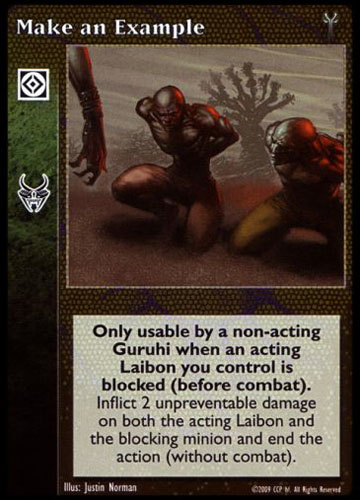 Make an Example
Only usable by a non-acting
Guruhi when an acting
Laibon you control is
blocked (before combat).
Inflict 2 unpreventable damage
on both the acting Laibon and
the blocking minion and end the
action (without combat).
Illus: Justin Norman
©2009 CCP hf. All Rights Reserved